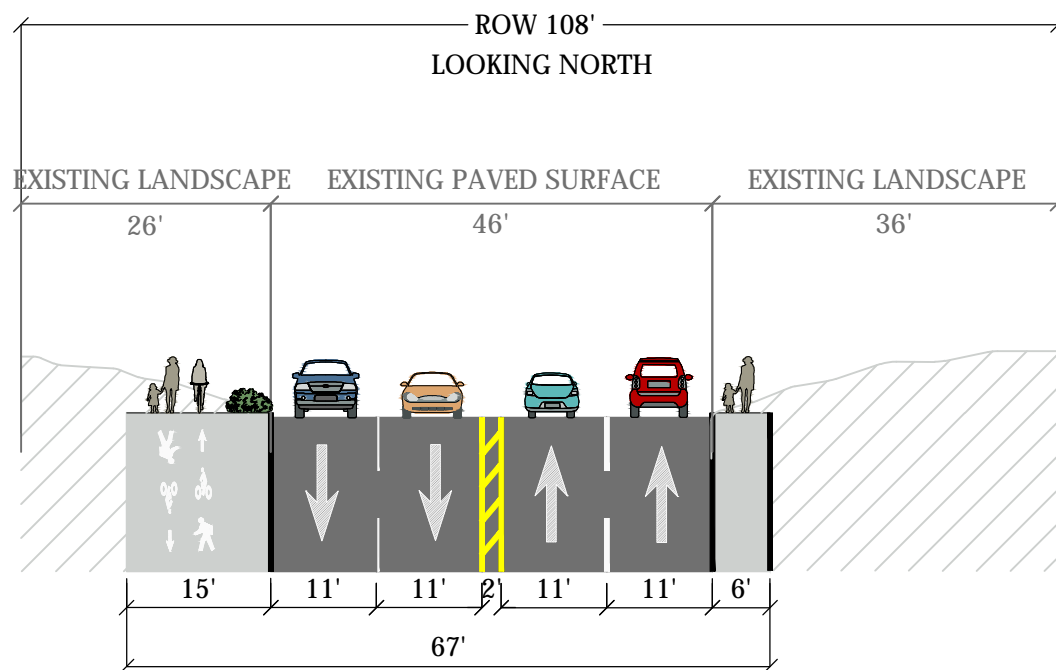 ROW 108'
LOOKING NORTH
EXISTING LANDSCAPE EXISTING PAVED SURFACE EXISTING LANDSCAPE
26' 46' 36'
15' 11' 11' 2' 11' 11' 6'
67'